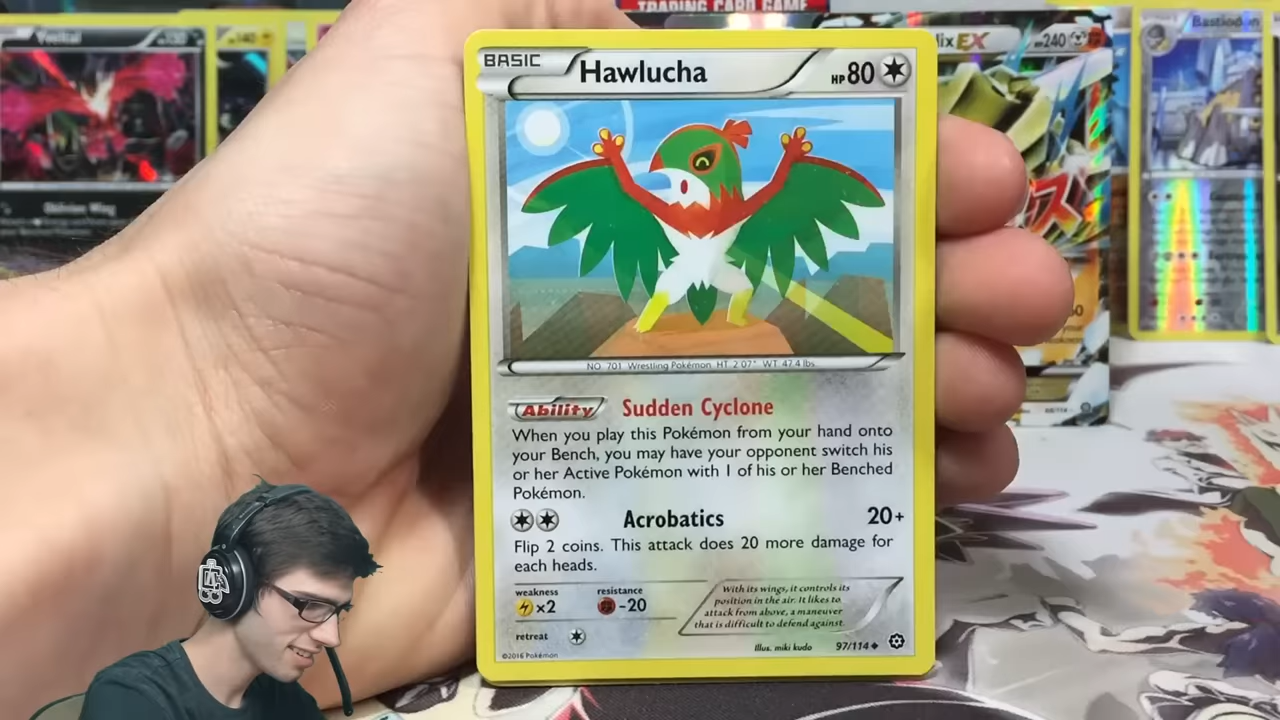 TRADING CARD GAME
Yveltal
Oblivion Wing
EX
240
Bastiodon
BASIC
Hawlucha
HP 80
NO. 701 Wrestling Pokémon HT. 2'07" WT. 47.4 lbs.
Ability Sudden Cyclone
When you play this Pokémon from your hand onto
your Bench, you may have your opponent switch his
or her Active Pokémon with 1 of his or her Benched
Pokémon.
Acrobatics 20+
Flip 2 coins. This attack does 20 more damage for
each heads.
weakness resistance
×2 -20
retreat
With its wings, it controls its
position in the air. It likes to
attack from above, a maneuver
that is difficult to defend against.
Illus. miki kudo 97/114
©2016 Pokémon